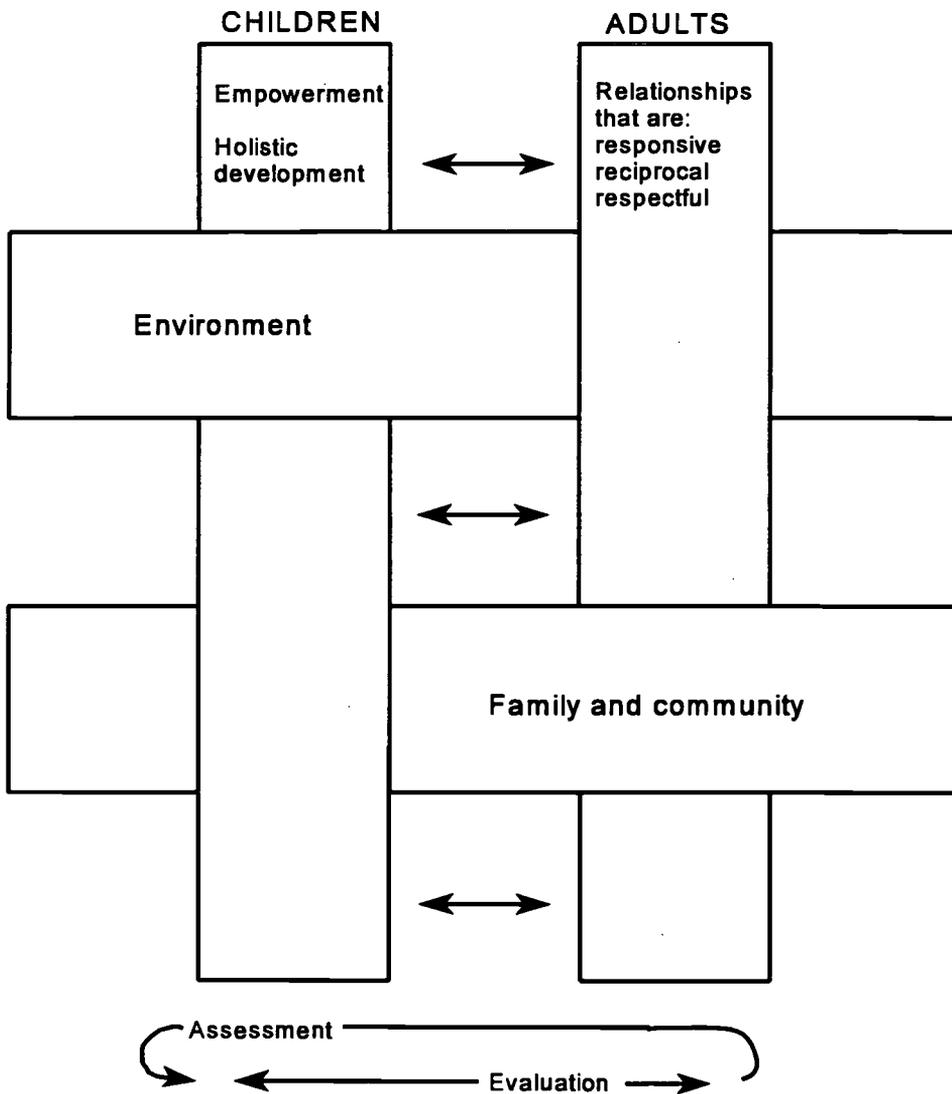 CHILDREN
ADULTS
Empowerment
Holistic
development
Relationships
that are:
responsive
reciprocal
respectful
Environment
Family and community
Assessment
Evaluation